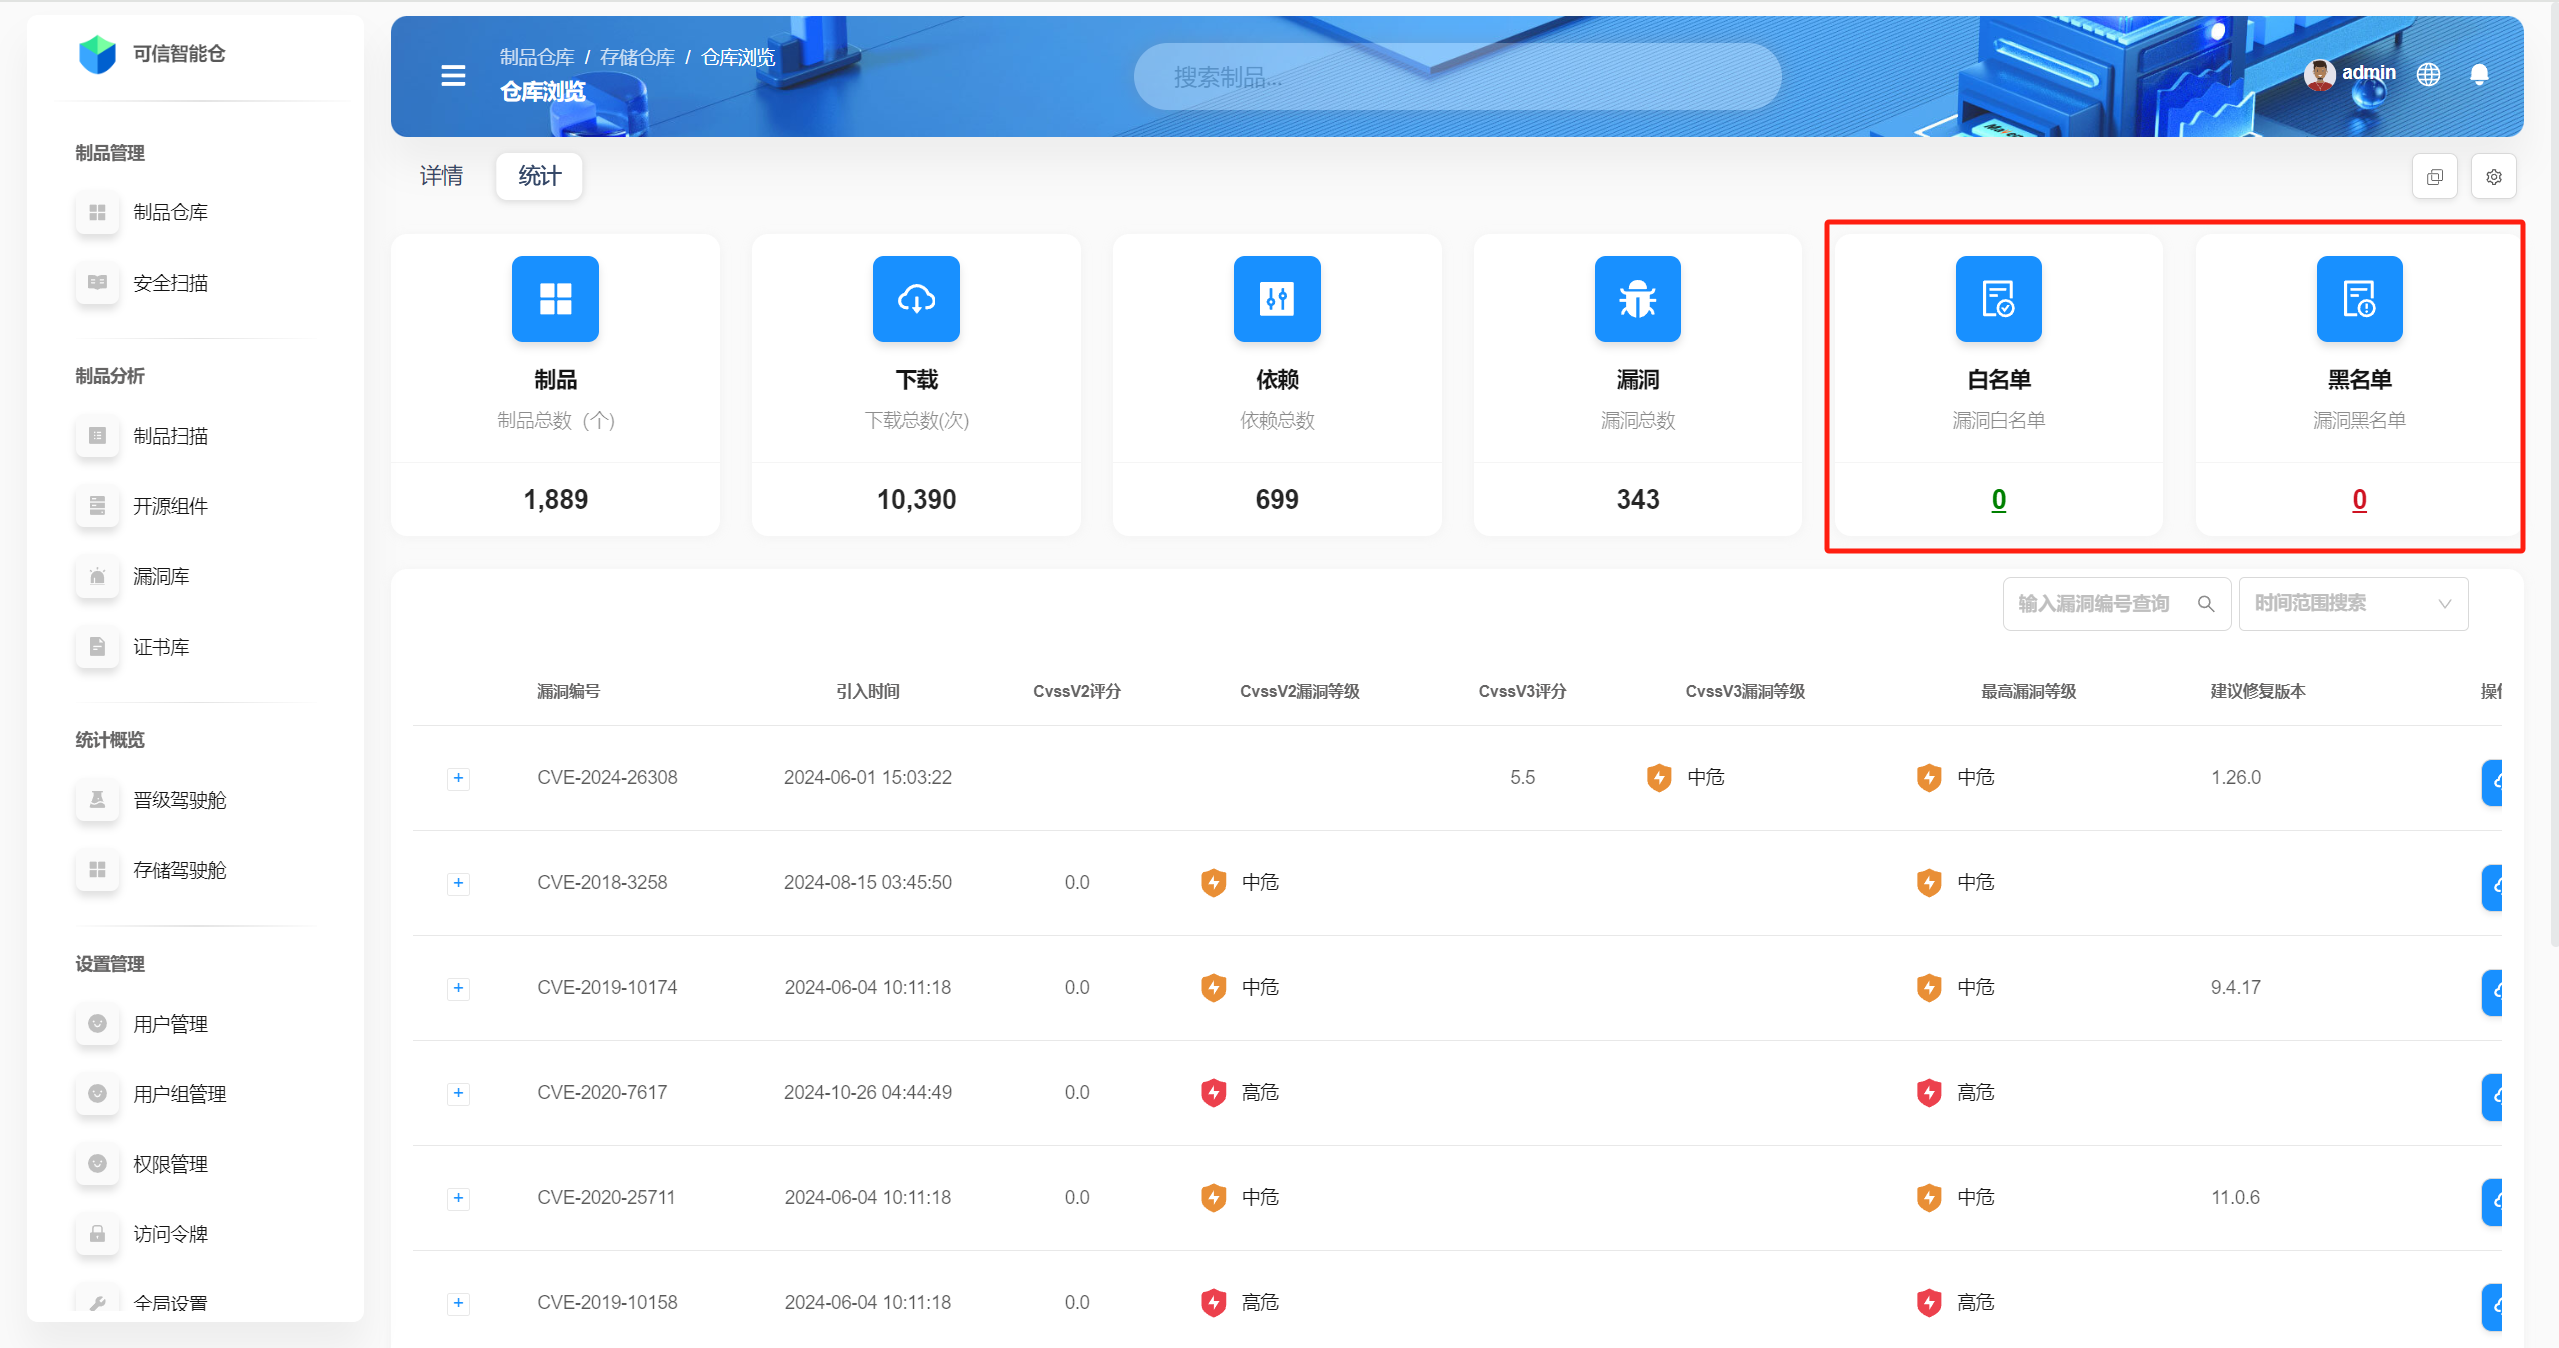 可信智能仓
制品管理
制品仓库
安全扫描
制品分析
制品扫描
开源组件
漏洞库
证书库
统计概览
晋级驾驶舱
存储驾驶舱
设置管理
用户管理
用户组管理
权限管理
访问令牌
全局设置
制品仓库 / 存储仓库 / 仓库浏览
仓库浏览
搜索制品...
admin
详情 统计
制品
制品总数（个）
1,889
下载
下载总数(次)
10,390
依赖
依赖总数
699
漏洞
漏洞总数
343
白名单
漏洞白名单
0
黑名单
漏洞黑名单
0
输入漏洞编号查询 时间范围搜索
漏洞编号 引入时间 CvssV2评分 CvssV2漏洞等级 CvssV3评分 CvssV3漏洞等级 最高漏洞等级 建议修复版本 操
CVE-2024-26308 2024-06-01 15:03:22 5.5 中危 中危 1.26.0
CVE-2018-3258 2024-08-15 03:45:50 0.0 中危 中危
CVE-2019-10174 2024-06-04 10:11:18 0.0 中危 中危 9.4.17
CVE-2020-7617 2024-10-26 04:44:49 0.0 高危 高危
CVE-2020-25711 2024-06-04 10:11:18 0.0 中危 中危 11.0.6
CVE-2019-10158 2024-06-04 10:11:18 0.0 高危 高危